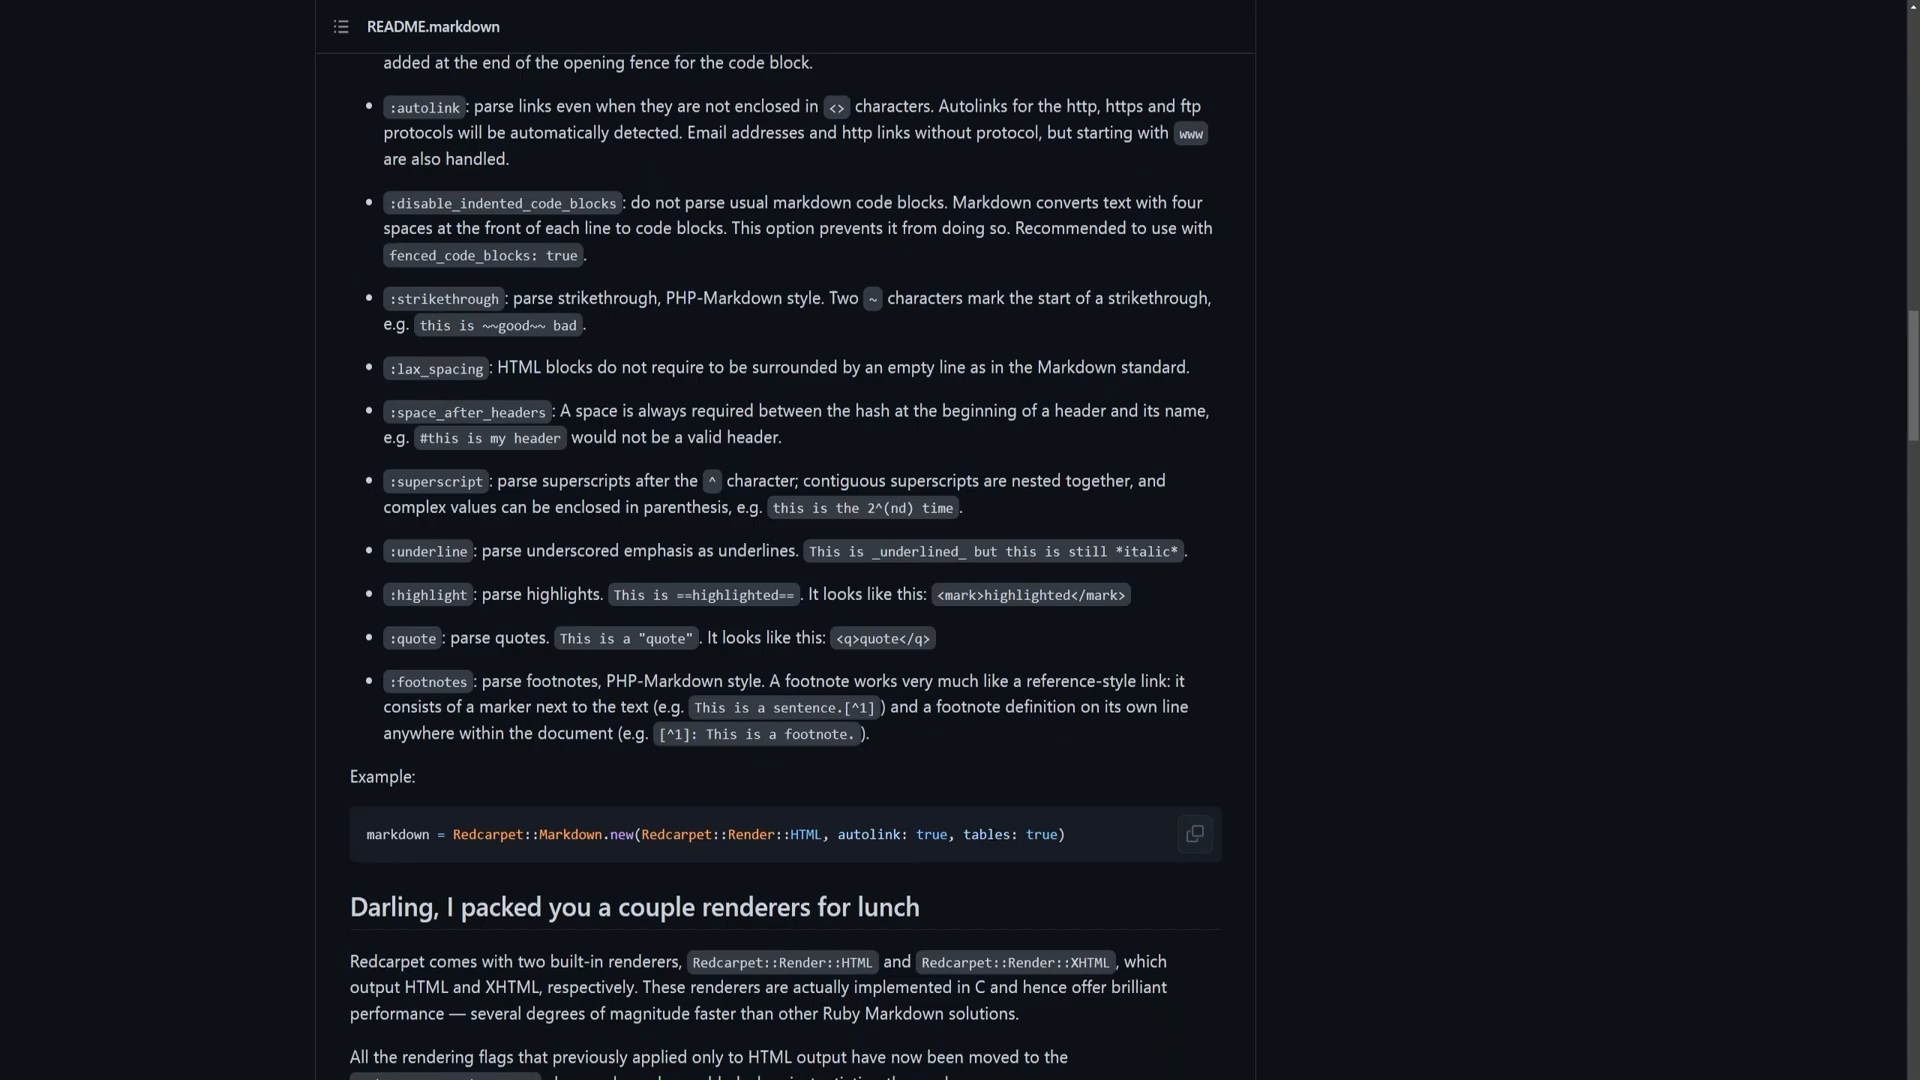 README.markdown
added at the end of the opening fence for the code block.
:autolink: parse links even when they are not enclosed in <> characters. Autolinks for the http, https and ftp
protocols will be automatically detected. Email addresses and http links without protocol, but starting with www
are also handled.
:disable_indented_code_blocks: do not parse usual markdown code blocks. Markdown converts text with four
spaces at the front of each line to code blocks. This option prevents it from doing so. Recommended to use with
fenced_code_blocks: true.
:strikethrough: parse strikethrough, PHP-Markdown style. Two ~ characters mark the start of a strikethrough,
e.g. this is ~~good~~ bad.
:lax_spacing: HTML blocks do not require to be surrounded by an empty line as in the Markdown standard.
:space_after_headers: A space is always required between the hash at the beginning of a header and its name,
e.g. #this is my header would not be a valid header.
:superscript: parse superscripts after the ^ character; contiguous superscripts are nested together, and
complex values can be enclosed in parenthesis, e.g. this is the 2^(nd) time.
:underline: parse underscored emphasis as underlines. This is _underlined_ but this is still *italic*.
:highlight: parse highlights. This is ==highlighted==. It looks like this: <mark>highlighted</mark>
:quote: parse quotes. This is a "quote". It looks like this: <q>quote</q>
:footnotes: parse footnotes, PHP-Markdown style. A footnote works very much like a reference-style link: it
consists of a marker next to the text (e.g. This is a sentence.[^1]) and a footnote definition on its own line
anywhere within the document (e.g. [^1]: This is a footnote.).
Example:
markdown = Redcarpet::Markdown.new(Redcarpet::Render::HTML, autolink: true, tables: true)
Darling, I packed you a couple renderers for lunch
Redcarpet comes with two built-in renderers, Redcarpet::Render::HTML and Redcarpet::Render::XHTML, which
output HTML and XHTML, respectively. These renderers are actually implemented in C and hence offer brilliant
performance — several degrees of magnitude faster than other Ruby Markdown solutions.
All the rendering flags that previously applied only to HTML output have now been moved to the